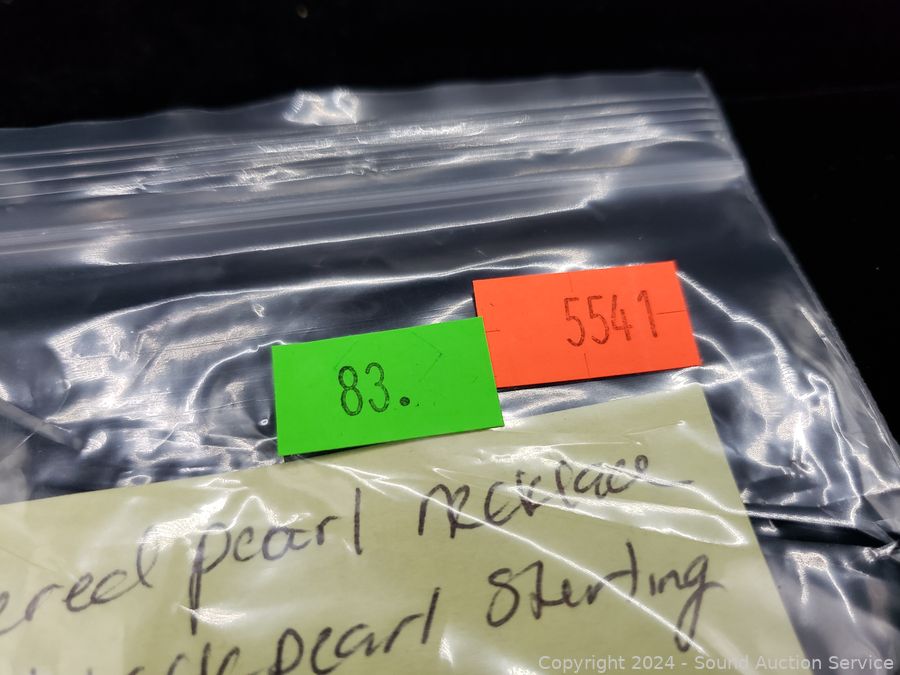 5541
83.
pearl necklace
pearl Sterling
Copyright 2024 - Sound Auction Service